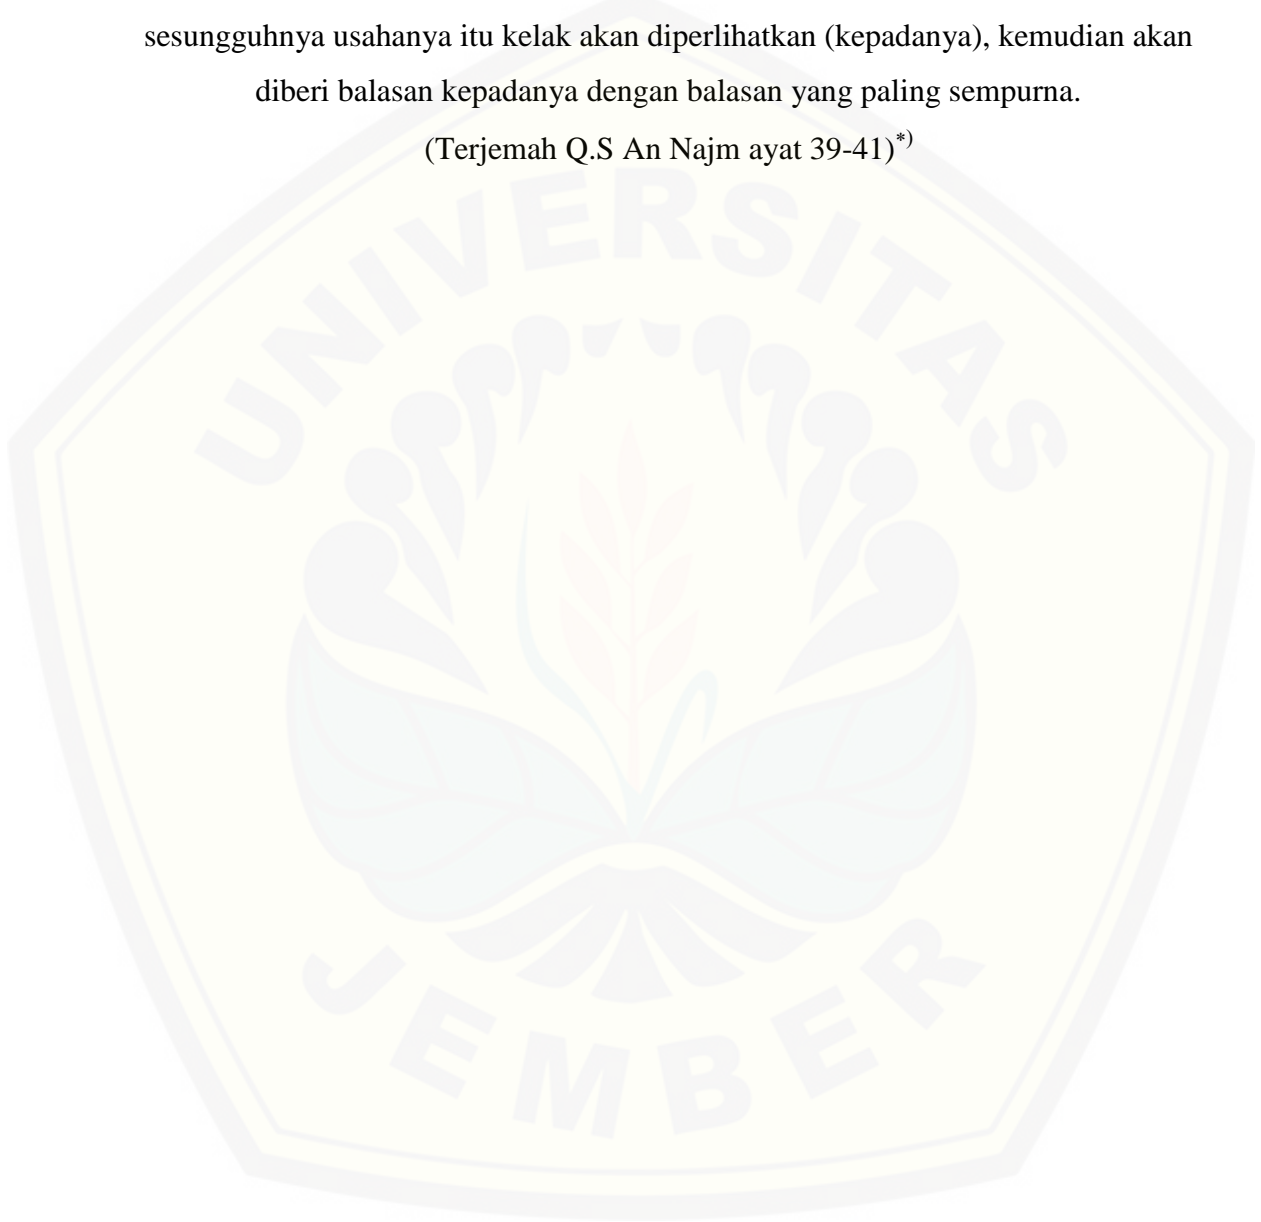 sesungguhnya usahanya itu kelak akan diperlihatkan (kepadanya), kemudian akan
diberi balasan kepadanya dengan balasan yang paling sempurna.
(Terjemah Q.S An Najm ayat 39-41)*)
UNIVERSITAS
JEMBER